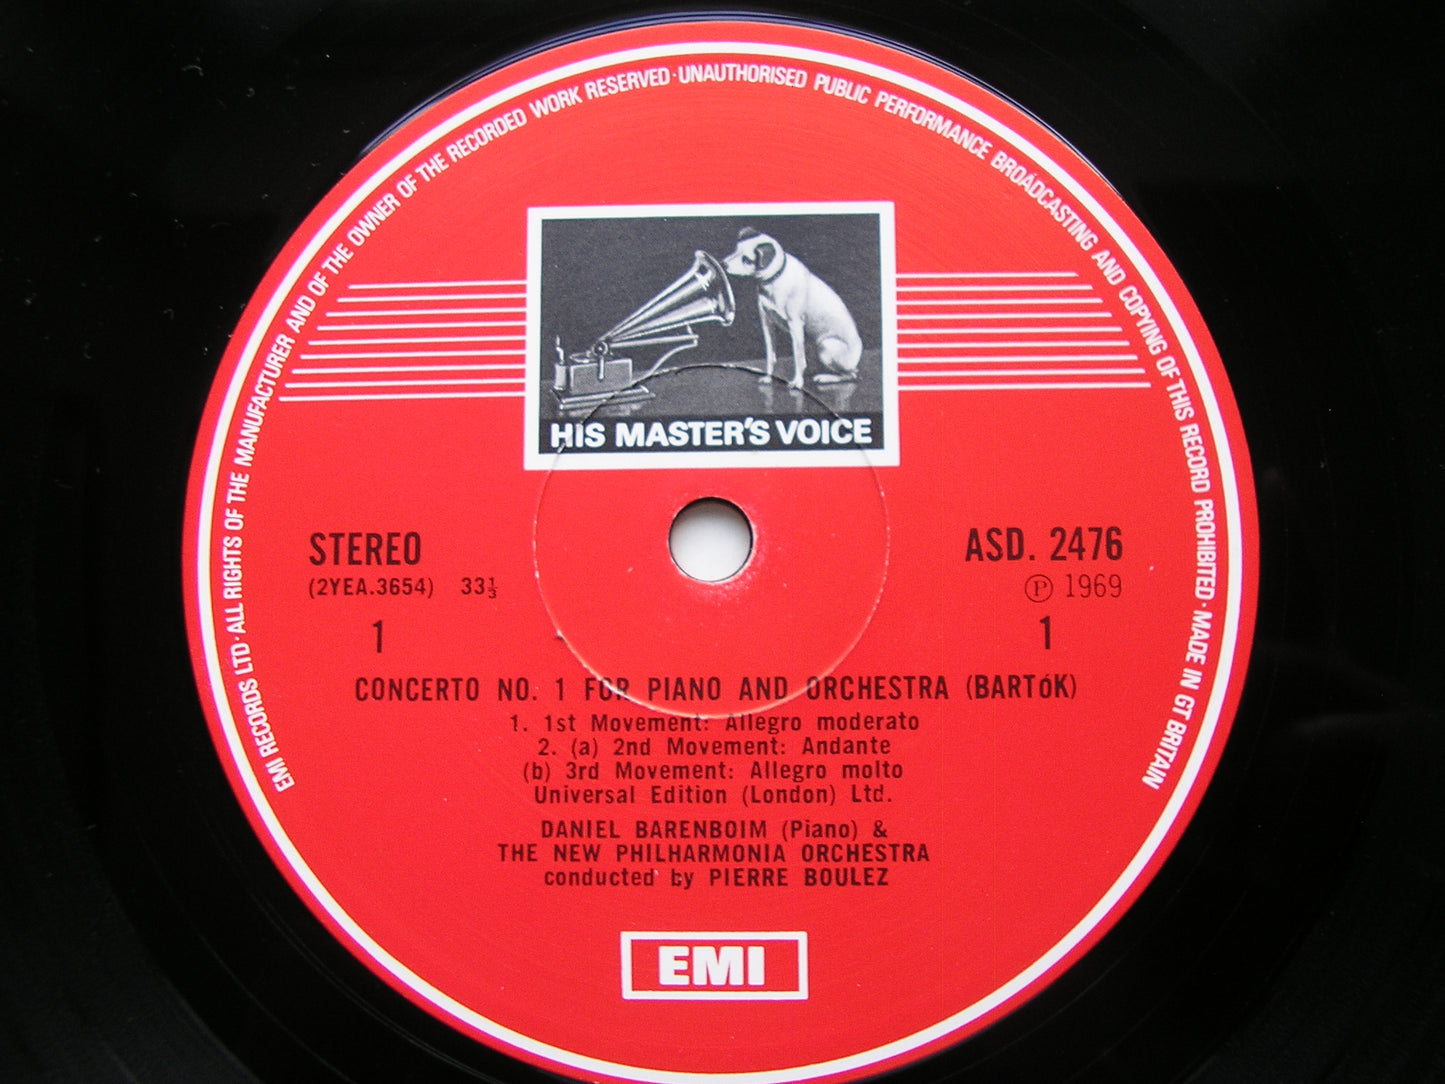 EMI RECORDS LTD · ALL RIGHTS OF THE MANUFACTURER AND OF THE OWNER OF THE RECORDED WORK RESERVED · UNAUTHORISED PUBLIC PERFORMANCE BROADCASTING AND COPYING OF THIS RECORD PROHIBITED · MADE IN GT BRITAIN
HIS MASTER'S VOICE
STEREO
(2YEA.3654) 33⅓
1
ASD. 2476
Ⓟ 1969
1
CONCERTO NO. 1 FOR PIANO AND ORCHESTRA (BARTóK)
1. 1st Movement: Allegro moderato
2. (a) 2nd Movement: Andante
(b) 3rd Movement: Allegro molto
Universal Edition (London) Ltd.
DANIEL BARENBOIM (Piano) &
THE NEW PHILHARMONIA ORCHESTRA
conducted by PIERRE BOULEZ
EMI